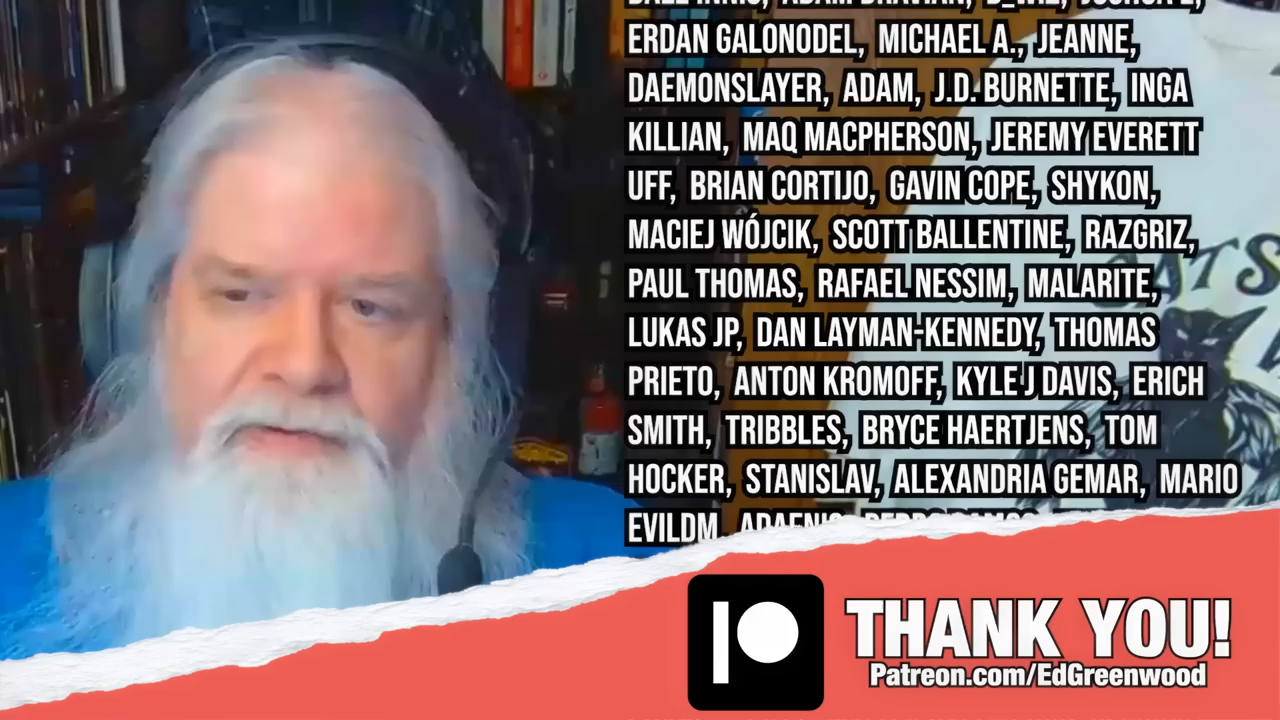 ERDAN GALONODEL, MICHAEL A., JEANNE,
DAEMONSLAYER, ADAM, J.D. BURNETTE, INGA
KILLIAN, MAQ MACPHERSON, JEREMY EVERETT
UFF, BRIAN CORTIJO, GAVIN COPE, SHYKON,
MACIEJ WÓJCIK, SCOTT BALLENTINE, RAZGRIZ,
PAUL THOMAS, RAFAEL NESSIM, MALARITE,
LUKAS JP, DAN LAYMAN-KENNEDY, THOMAS
PRIETO, ANTON KROMOFF, KYLE J DAVIS, ERICH
SMITH, TRIBBLES, BRYCE HAERTJENS, TOM
HOCKER, STANISLAV, ALEXANDRIA GEMAR, MARIO
EVILDM,
THANK YOU!
Patreon.com/EdGreenwood